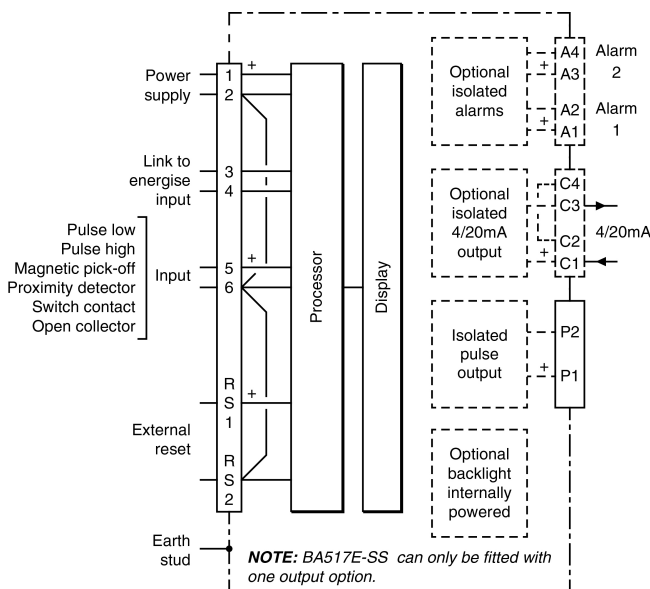 Power
supply
1
2
+
Link to
energise
input
3
4
Pulse low
Pulse high
Magnetic pick-off
Proximity detector
Switch contact
Open collector
Input
5
6
+
External
reset
R
S
1
+
R
S
2
Earth
stud
Processor
Display
Optional
isolated
alarms
+
+
A4
A3
A2
A1
Alarm
2
Alarm
1
Optional
isolated
4/20mA
output
+
C4
C3
C2
C1
4/20mA
Isolated
pulse
output
+
P2
P1
Optional
backlight
internally
powered
NOTE: BA517E-SS can only be fitted with
one output option.